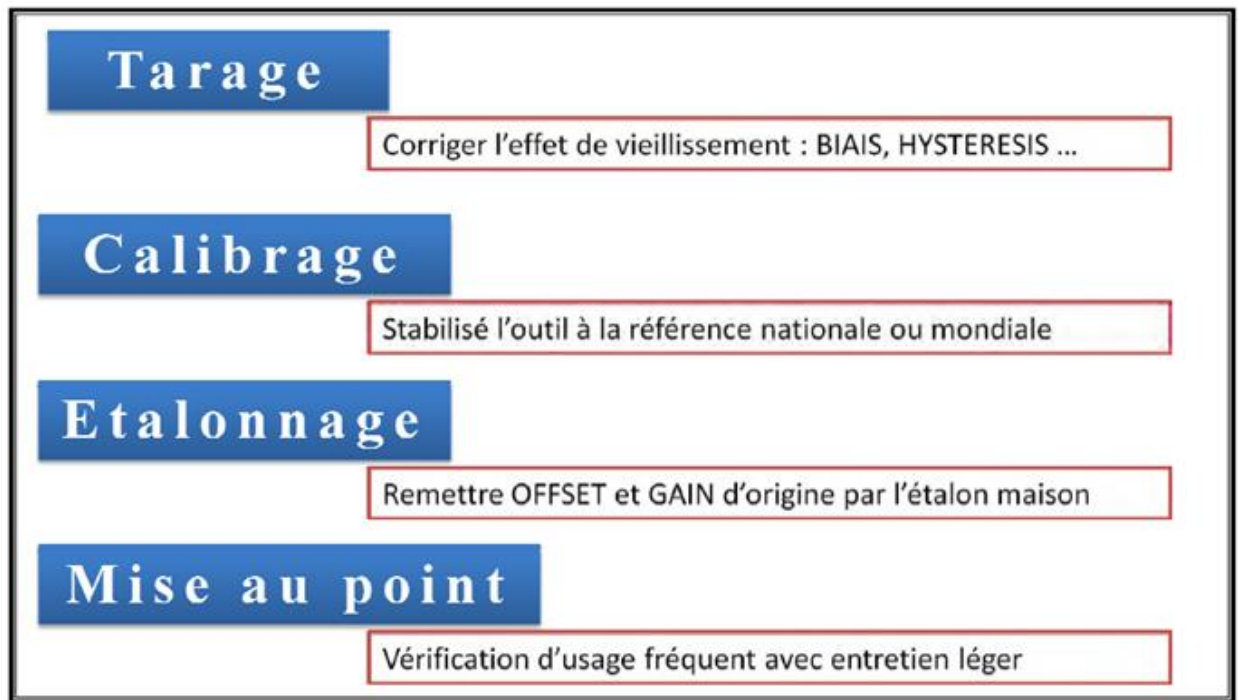 Tarage
Corriger l'effet de vieillissement : BIAIS, HYSTERESIS ...
Calibrage
Stabilisé l'outil à la référence nationale ou mondiale
Etalonnage
Remettre OFFSET et GAIN d'origine par l'étalon maison
Mise au point
Vérification d'usage fréquent avec entretien léger